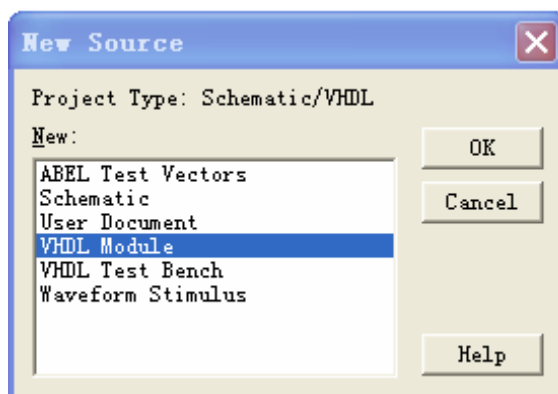 New Source
Project Type: Schematic/VHDL
New:
OK
ABEL Test Vectors
Schematic
Cancel
User Document
VHDL Module
VHDL Test Bench
Waveform Stimulus
Help